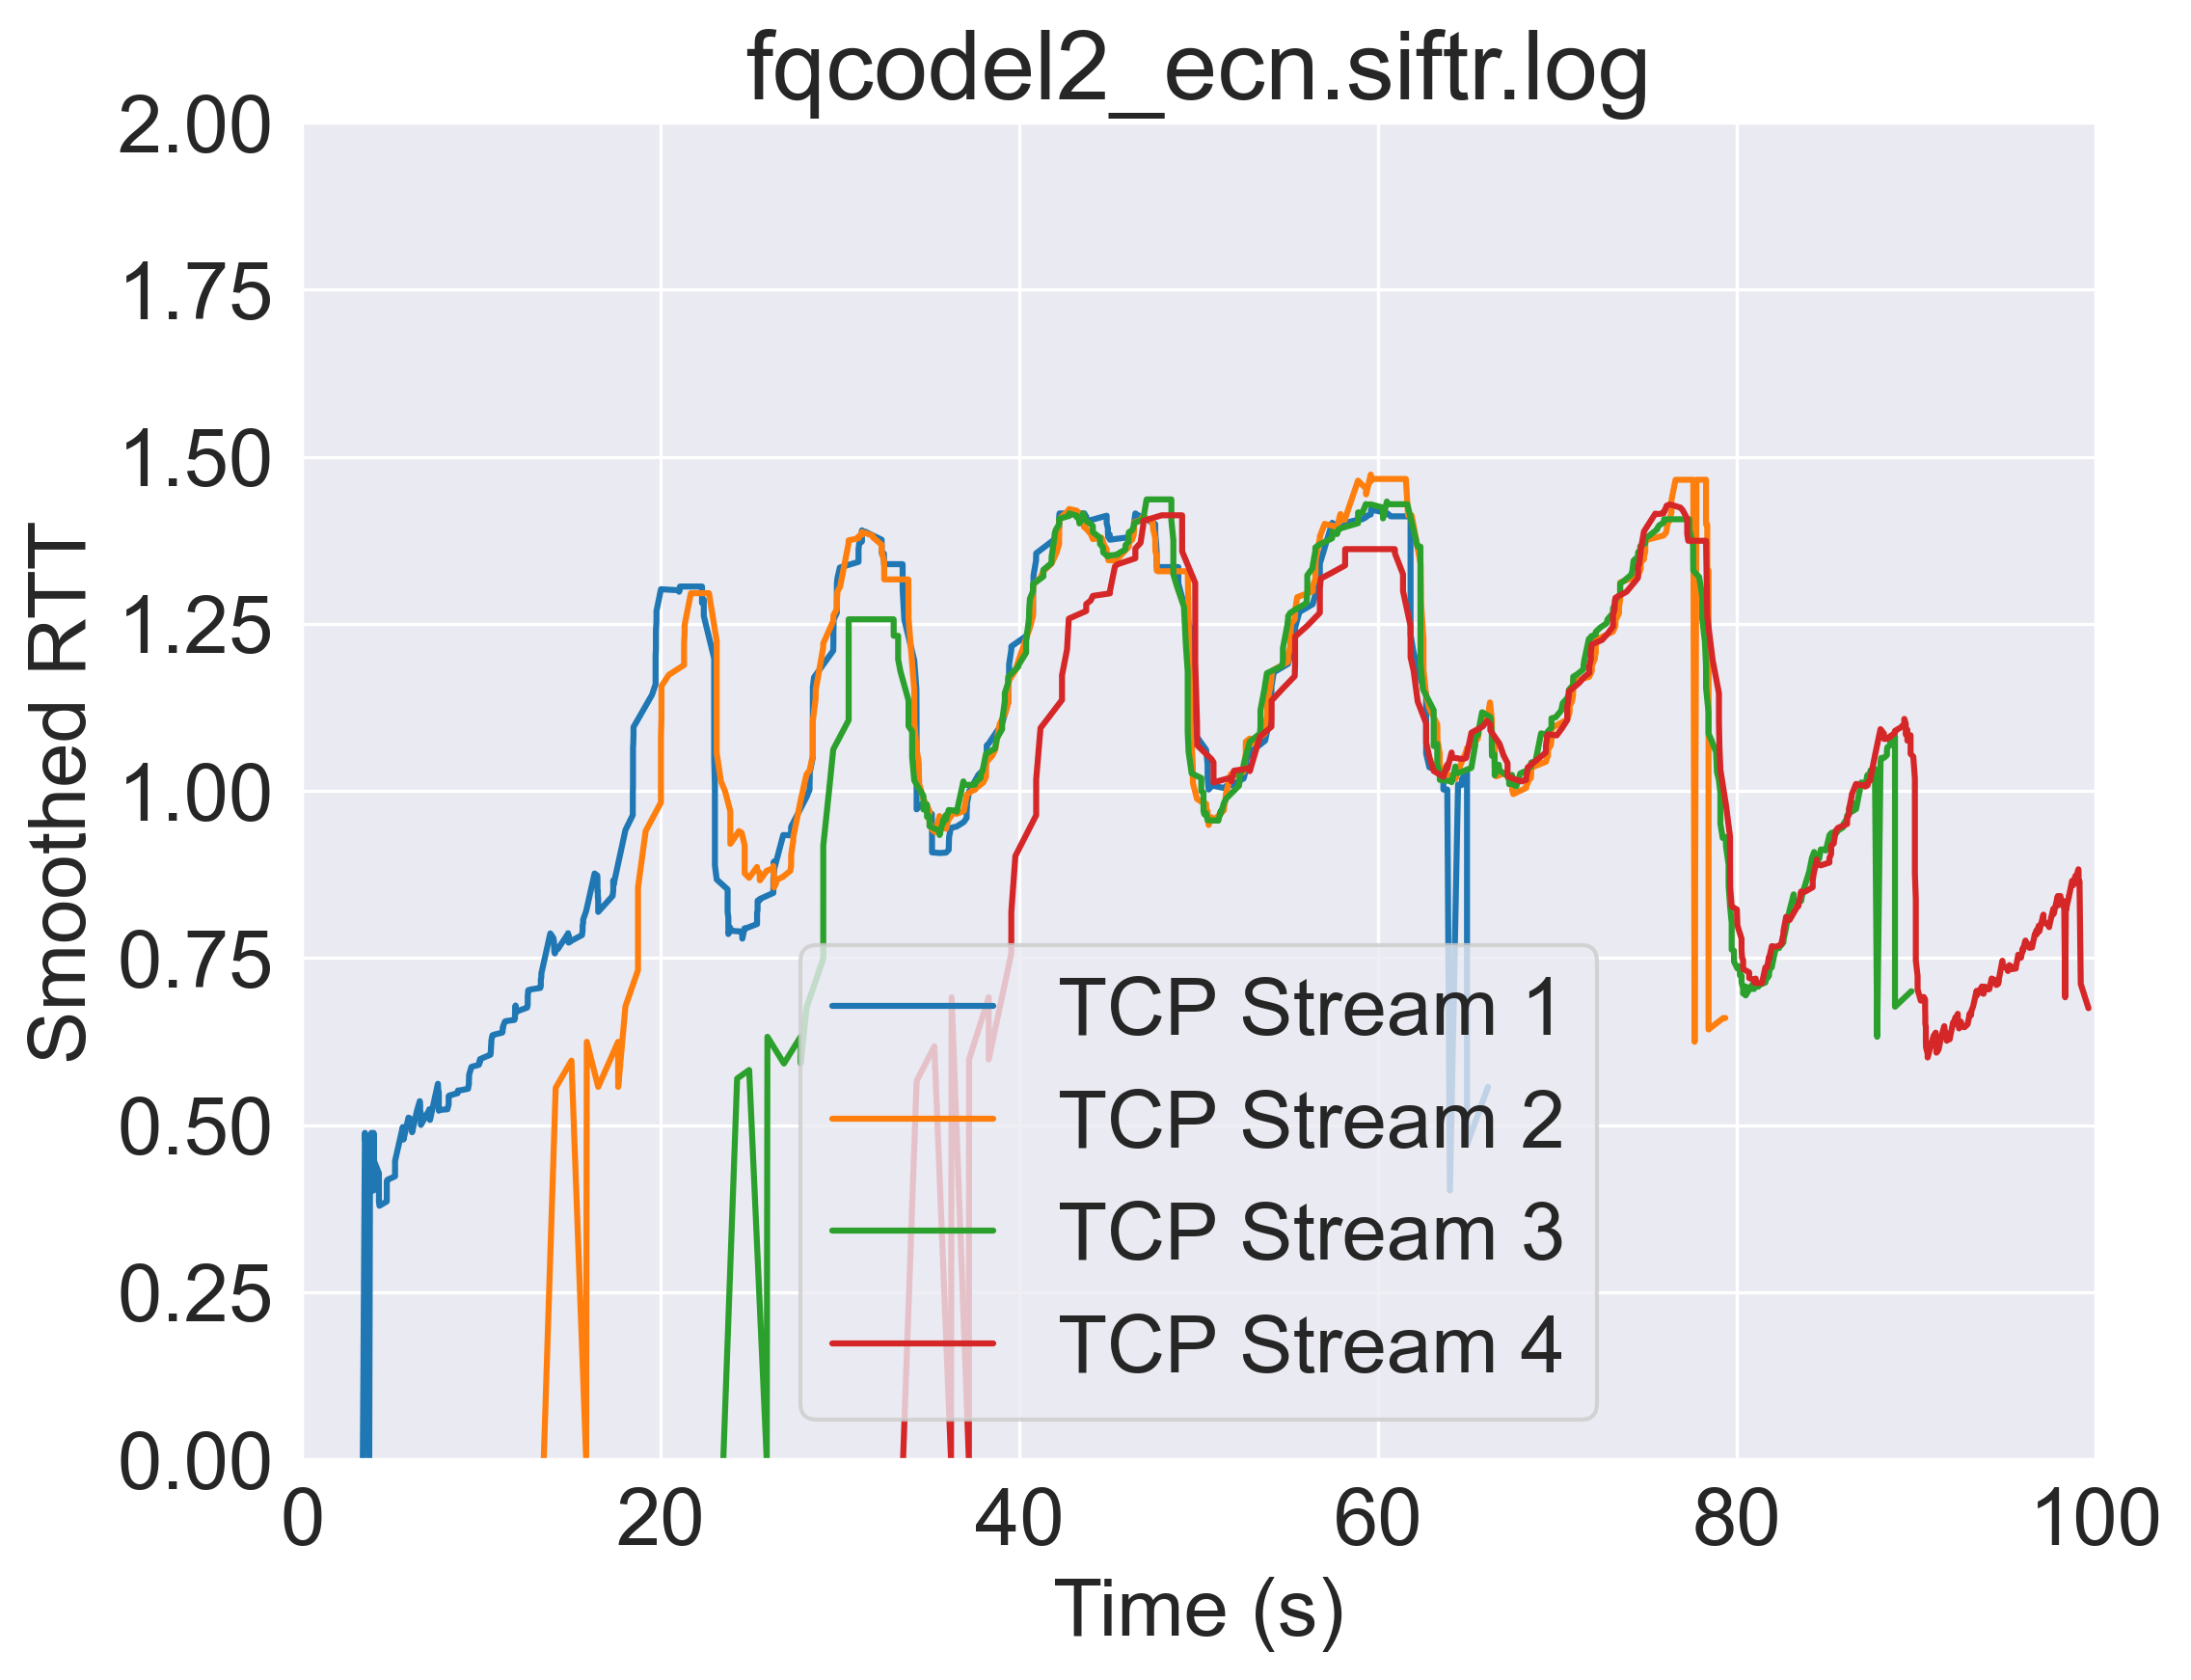 fqcodel2_ecn.siftr.log
2.00
1.75
1.50
1.25
1.00
0.75
0.50
0.25
0.00
Smoothed RTT
TCP Stream 1
TCP Stream 2
TCP Stream 3
TCP Stream 4
0 20 40 60 80 100
Time (s)